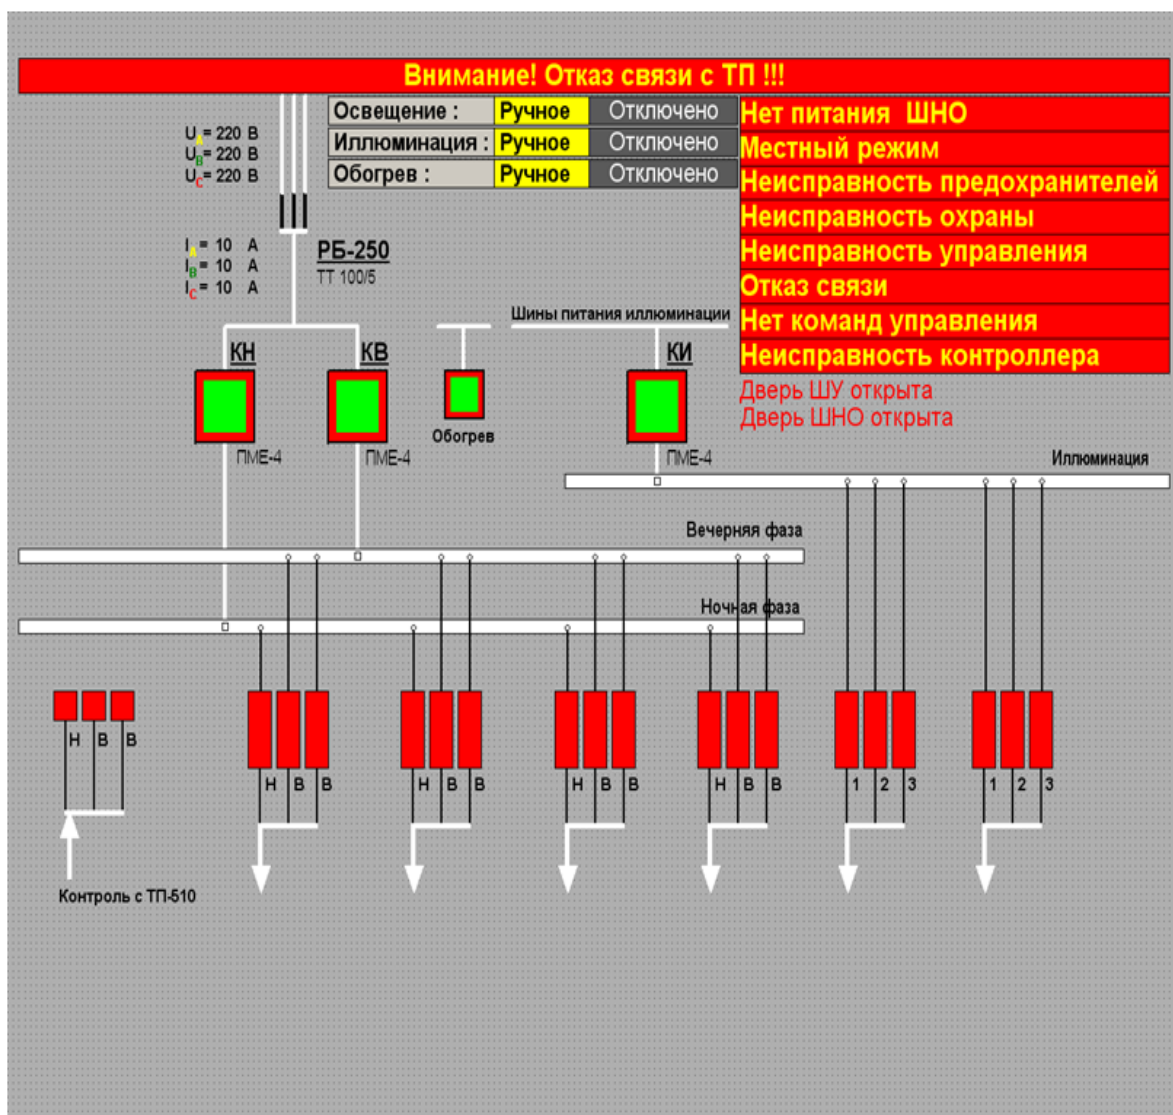 Внимание! Отказ связи с ТП !!!
Освещение : Ручное Отключено
Иллюминация : Ручное Отключено
Обогрев : Ручное Отключено
Нет питания ШНО
Местный режим
Неисправность предохранителей
Неисправность охраны
Неисправность управления
Отказ связи
Нет команд управления
Неисправность контроллера
Дверь ШУ открыта
Дверь ШНО открыта
UA= 220 В
UB= 220 В
UC= 220 В
IA= 10 А
IB= 10 А
IC= 10 А
РБ-250
ТТ 100/5
Шины питания иллюминации
КН КВ КИ
Обогрев
ПМЕ-4 ПМЕ-4 ПМЕ-4
Иллюминация
Вечерняя фаза
Ночная фаза
Н В В
Н В В Н В В Н В В Н В В 1 2 3 1 2 3
Контроль с ТП-510